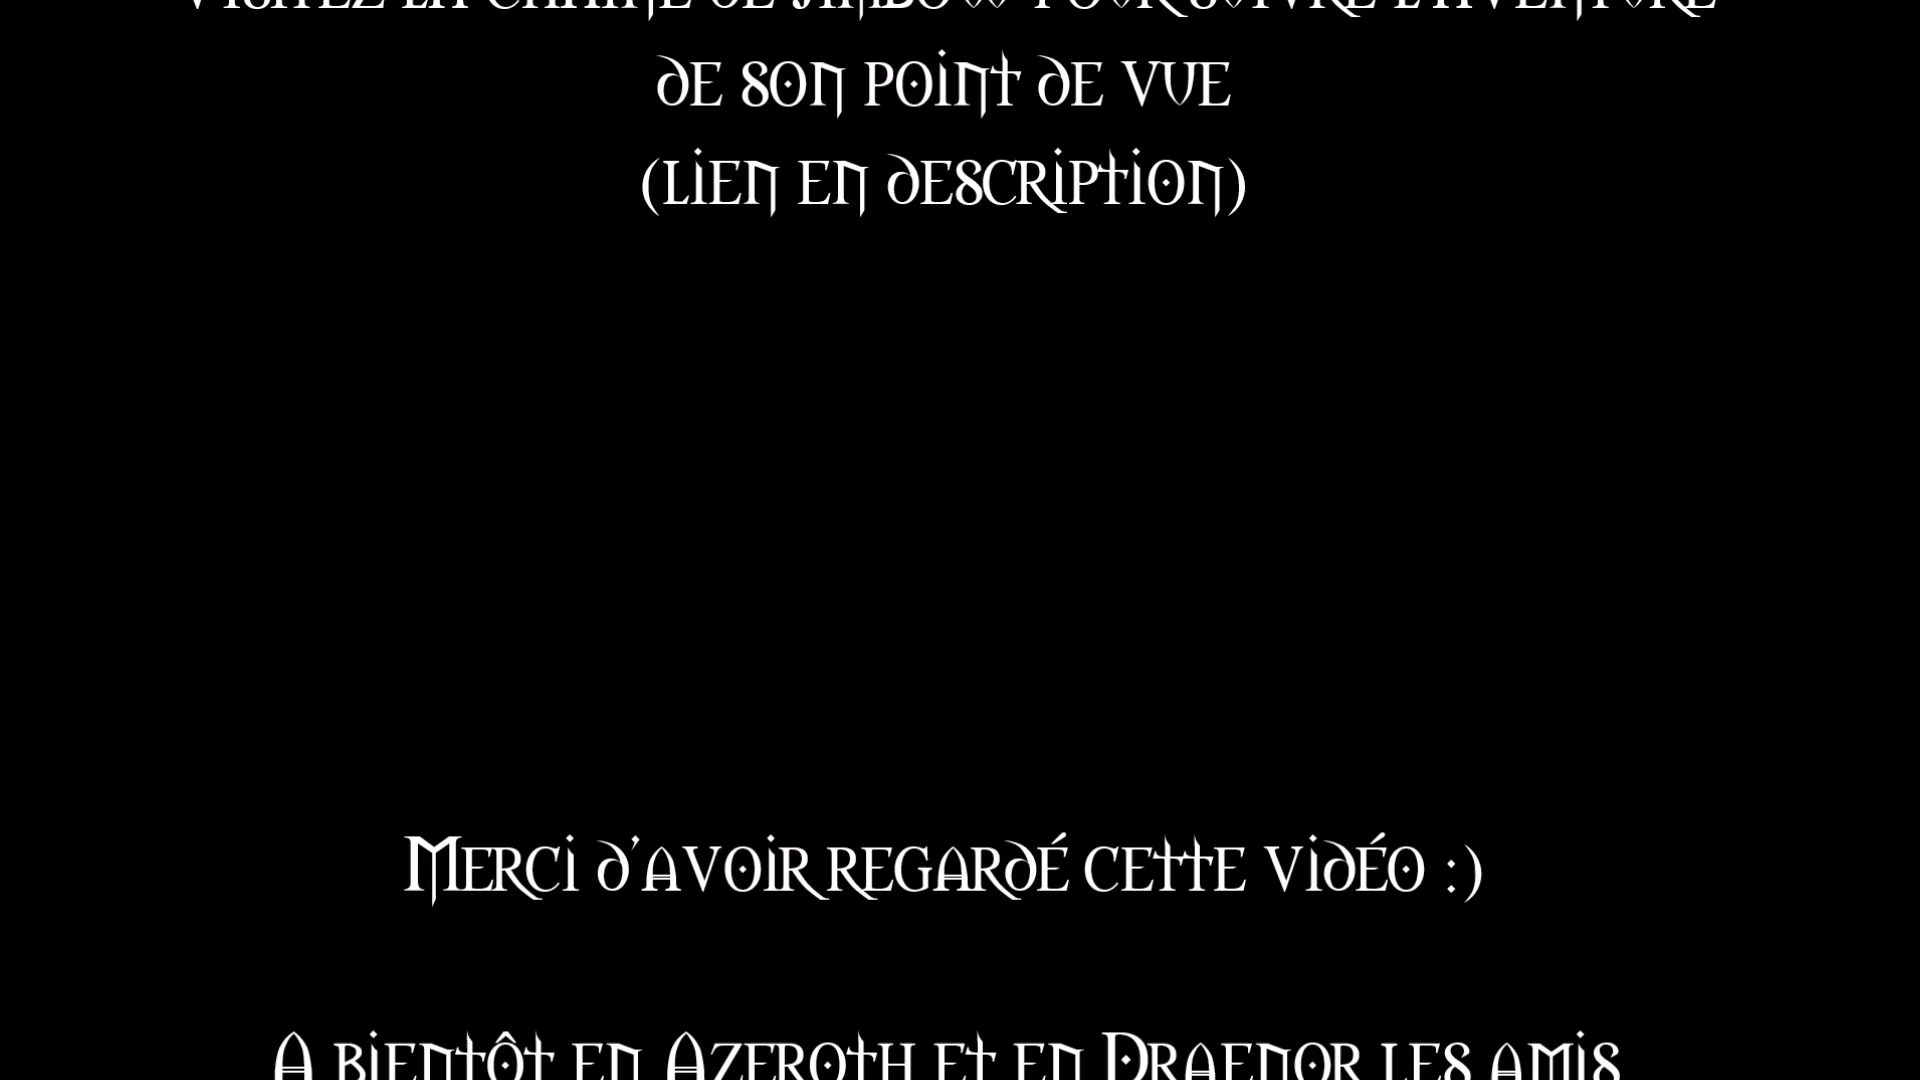 de son point de vue
(lien en description)
Merci d'avoir regardé cette vidéo :)
A bientôt en Azeroth et en Draenor les amis